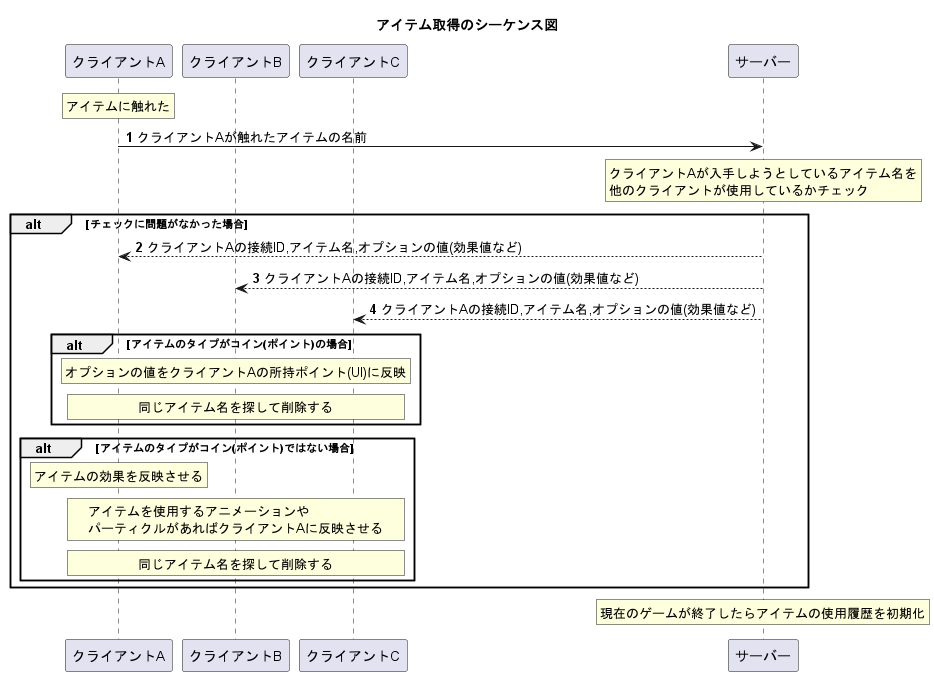 アイテム取得のシーケンス図
クライアントA
クライアントB
クライアントC
サーバー
アイテムに触れた
1 クライアントAが触れたアイテムの名前
クライアントAが入手しようとしているアイテム名を
他のクライアントが使用しているかチェック
alt [チェックに問題がなかった場合]
2 クライアントAの接続ID,アイテム名,オプションの値(効果値など)
3 クライアントAの接続ID,アイテム名,オプションの値(効果値など)
4 クライアントAの接続ID,アイテム名,オプションの値(効果値など)
alt [アイテムのタイプがコイン(ポイント)の場合]
オプションの値をクライアントAの所持ポイント(UI)に反映
同じアイテム名を探して削除する
alt [アイテムのタイプがコイン(ポイント)ではない場合]
アイテムの効果を反映させる
アイテムを使用するアニメーションや
パーティクルがあればクライアントAに反映させる
同じアイテム名を探して削除する
現在のゲームが終了したらアイテムの使用履歴を初期化
クライアントA
クライアントB
クライアントC
サーバー